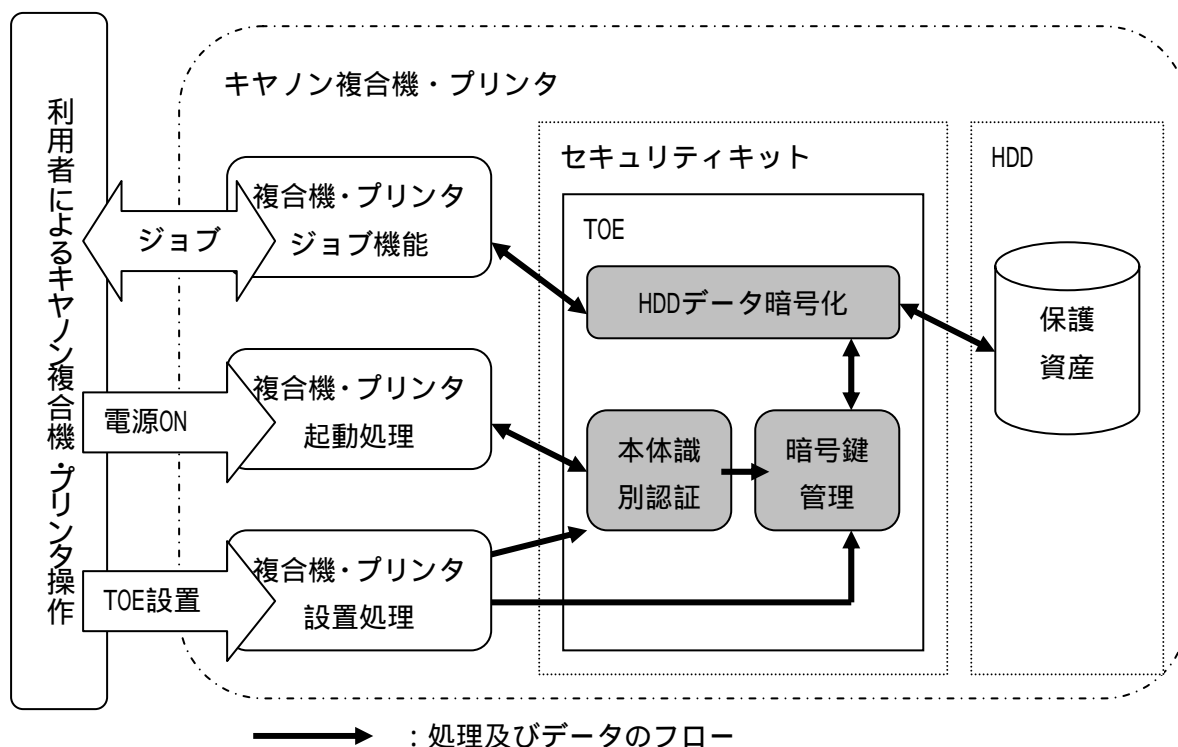 利用者によるキヤノン複合機・プリンタ操作
キヤノン複合機・プリンタ
セキュリティキット
HDD
複合機・プリンタ
ジョブ機能
ジョブ
TOE
HDDデータ暗号化
保護
資産
複合機・プリンタ
起動処理
電源ON
本体識
別認証
暗号鍵
管理
複合機・プリンタ
設置処理
TOE設置
：処理及びデータのフロー